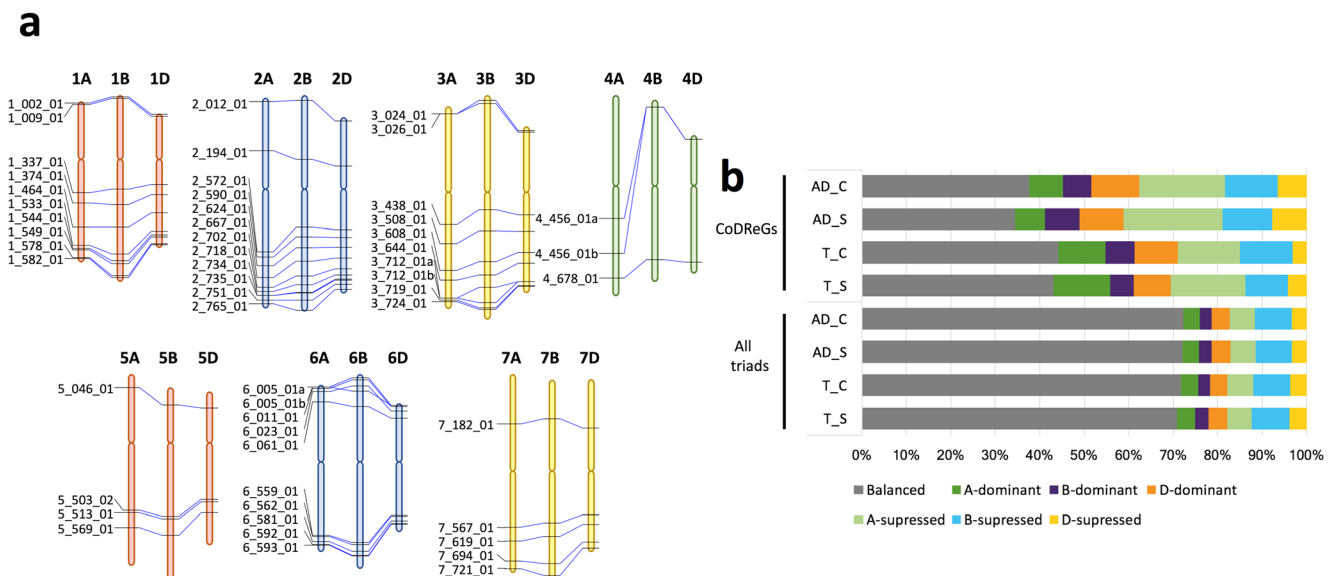 a
1A 1B 1D
1_002_01
1_009_01
1_337_01
1_374_01
1_464_01
1_533_01
1_544_01
1_549_01
1_578_01
1_582_01
2A 2B 2D
2_012_01
2_194_01
2_572_01
2_590_01
2_624_01
2_667_01
2_702_01
2_718_01
2_734_01
2_735_01
2_751_01
2_765_01
3A 3B 3D
3_024_01
3_026_01
3_438_01
3_508_01
3_608_01
3_644_01
3_712_01a
3_712_01b
3_719_01
3_724_01
4A 4B 4D
4_456_01a
4_456_01b
4_678_01
5A 5B 5D
5_046_01
5_503_02
5_513_01
5_569_01
6A 6B 6D
6_005_01a
6_005_01b
6_011_01
6_023_01
6_061_01
6_559_01
6_562_01
6_581_01
6_592_01
6_593_01
7A 7B 7D
7_182_01
7_567_01
7_619_01
7_694_01
7_721_01
b
CoDReGs
AD_C
AD_S
T_C
T_S
All
triads
AD_C
AD_S
T_C
T_S
0% 10% 20% 30% 40% 50% 60% 70% 80% 90% 100%
Balanced A-dominant B-dominant D-dominant
A-supressed B-supressed D-supressed